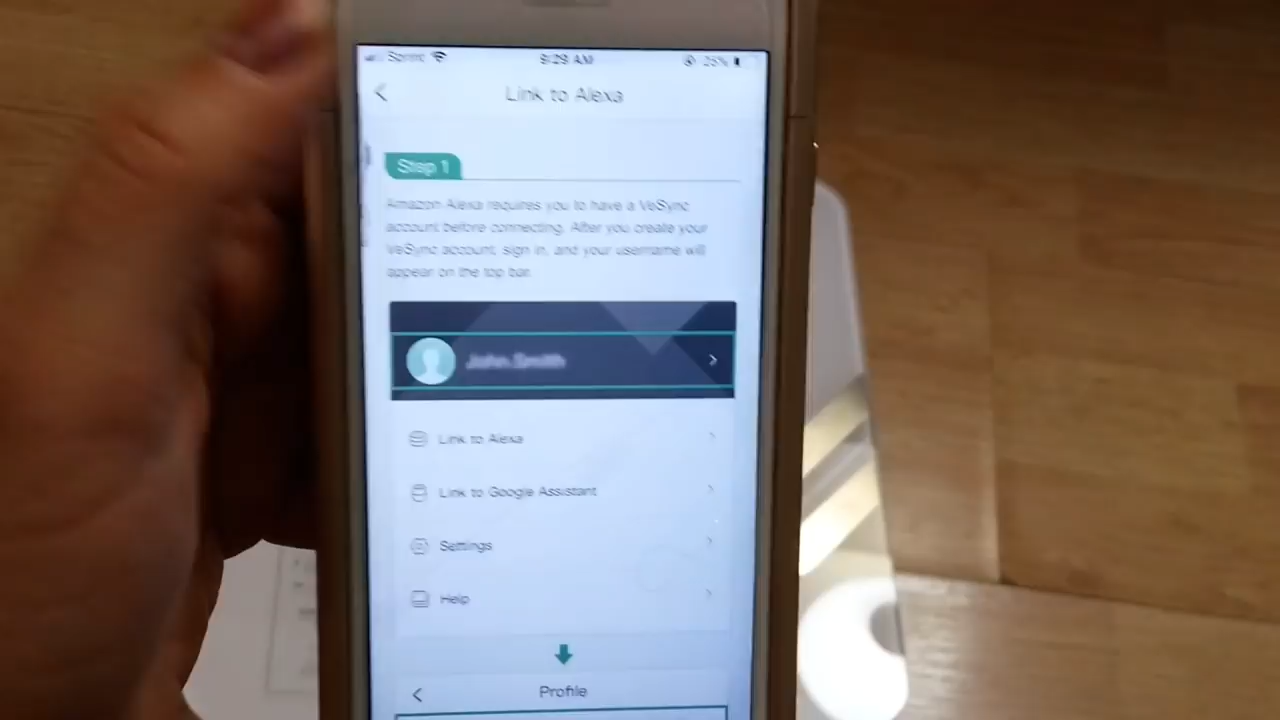 Sprint 9:29 AM 25%
Link to Alexa
Step 1
Amazon Alexa requires you to have a VeSync
account before connecting. After you create your
VeSync account, sign in, and your username will
appear on the top bar.
John.Smith
Link to Alexa
Link to Google Assistant
Settings
Help
Profile